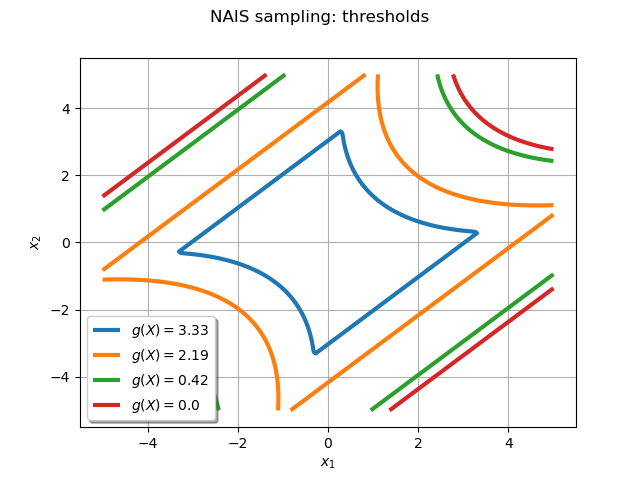 NAIS sampling: thresholds
4
2
0
−2
−4
x₂
g(X) = 3.33
g(X) = 2.19
g(X) = 0.42
g(X) = 0.0
−4 −2 0 2 4
x₁